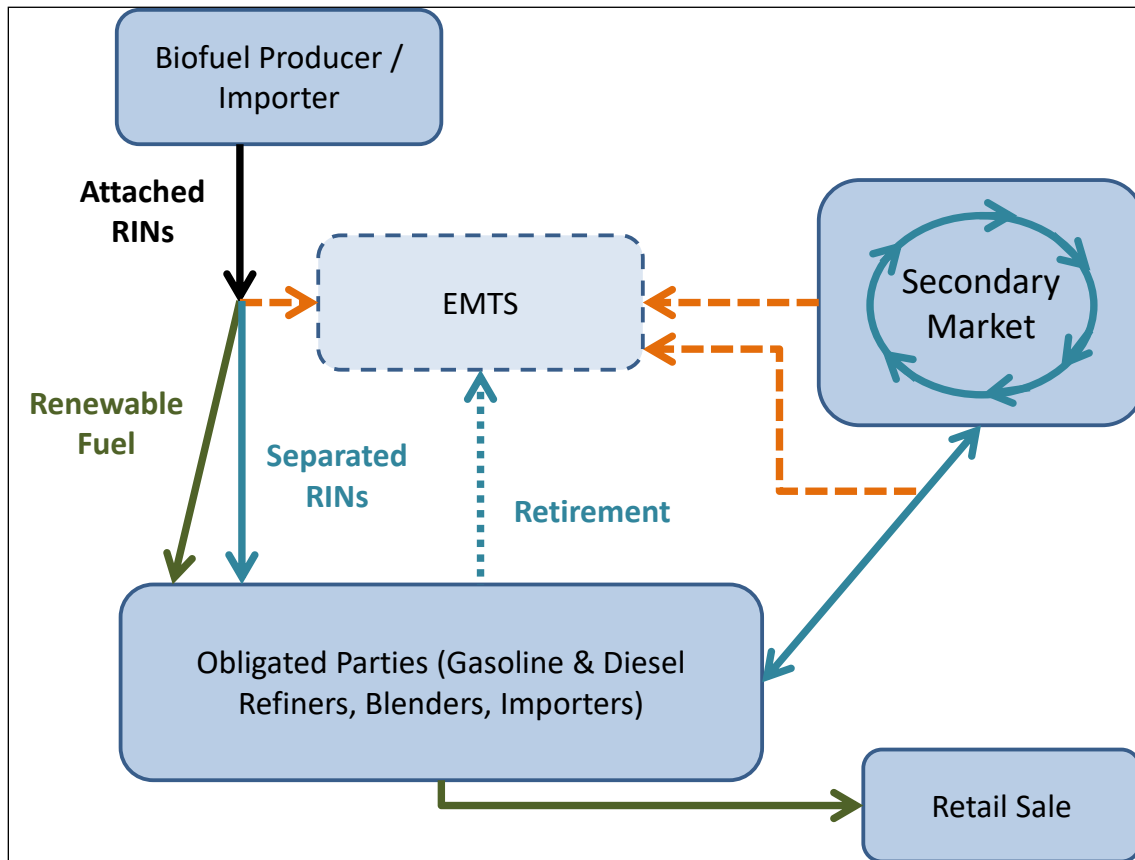 Biofuel Producer /
Importer
Attached
RINs
EMTS
Secondary
Market
Renewable
Fuel
Separated
RINs
Retirement
Obligated Parties (Gasoline & Diesel
Refiners, Blenders, Importers)
Retail Sale